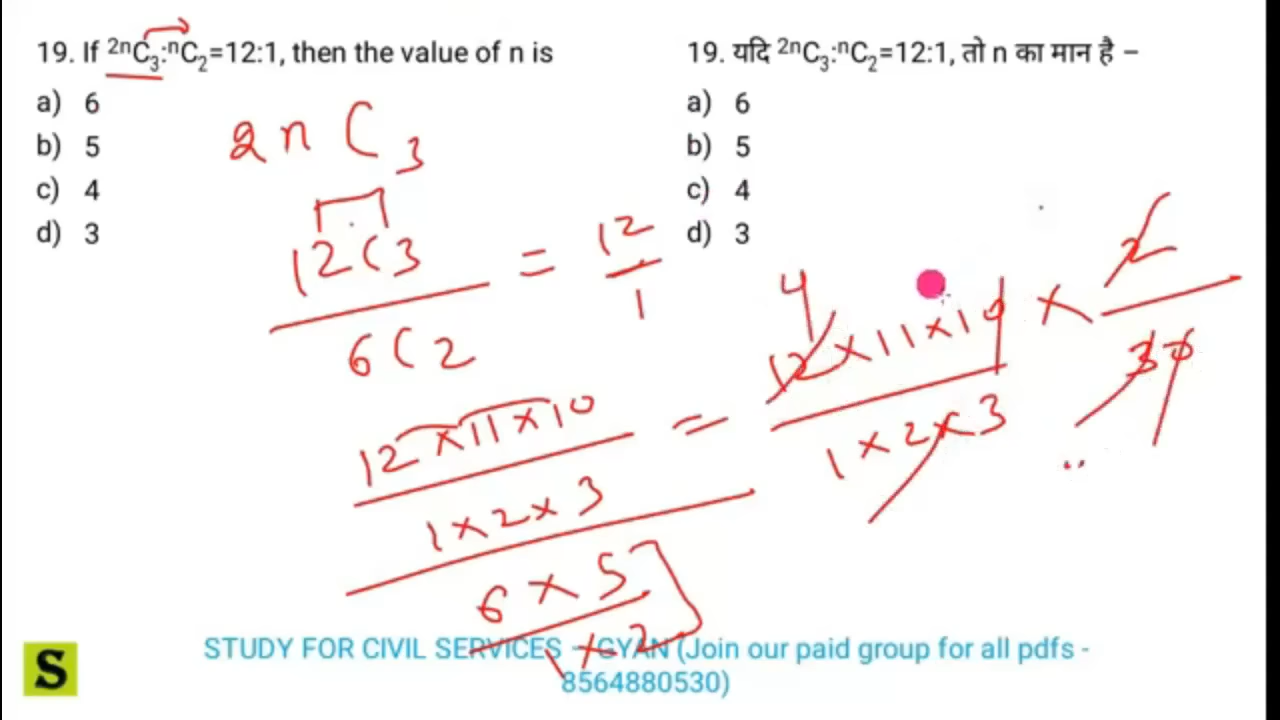 19. If ²ⁿC₃:ⁿC₂=12:1, then the value of n is
a) 6
b) 5
c) 4
d) 3
19. यदि ²ⁿC₃:ⁿC₂=12:1, तो n का मान है –
a) 6
b) 5
c) 4
d) 3
2n C 3
12C3
6C2
=
12
1
12×11×10
1×2×3
6×5
1×2
=
4
12×11×10
1×2×3
×
2
30
S
STUDY FOR CIVIL SERVICES – GYAN (Join our paid group for all pdfs -
8564880530)